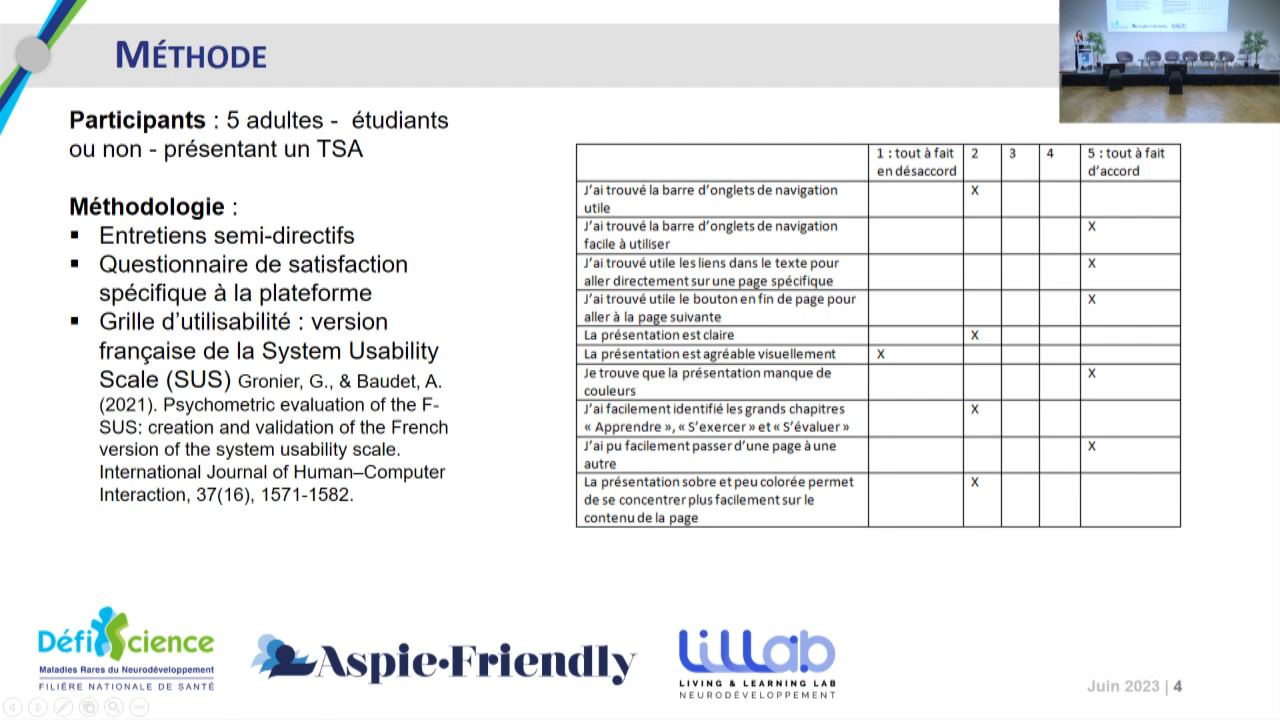 MÉTHODE
Participants : 5 adultes - étudiants
ou non - présentant un TSA
Méthodologie :
▪ Entretiens semi-directifs
▪ Questionnaire de satisfaction
spécifique à la plateforme
▪ Grille d’utilisabilité : version
française de la System Usability
Scale (SUS) Gronier, G., & Baudet, A.
(2021). Psychometric evaluation of the F-
SUS: creation and validation of the French
version of the system usability scale.
International Journal of Human–Computer
Interaction, 37(16), 1571-1582.
1 : tout à fait 2 3 4 5 : tout à fait
en désaccord d’accord
J’ai trouvé la barre d’onglets de navigation X
utile
J’ai trouvé la barre d’onglets de navigation X
facile à utiliser
J’ai trouvé utile les liens dans le texte pour X
aller directement sur une page spécifique
J’ai trouvé utile le bouton en fin de page pour X
aller à la page suivante
La présentation est claire X
La présentation est agréable visuellement X
Je trouve que la présentation manque de X
couleurs
J’ai facilement identifié les grands chapitres X
« Apprendre », « S’exercer » et « S’évaluer »
J’ai pu facilement passer d’une page à une X
autre
La présentation sobre et peu colorée permet X
de se concentrer plus facilement sur le
contenu de la page
DéfiScience
Maladies Rares du Neurodéveloppement
FILIÈRE NATIONALE DE SANTÉ
Aspie•Friendly
LiLLab
LIVING & LEARNING LAB
NEURODÉVELOPPEMENT
Juin 2023 | 4